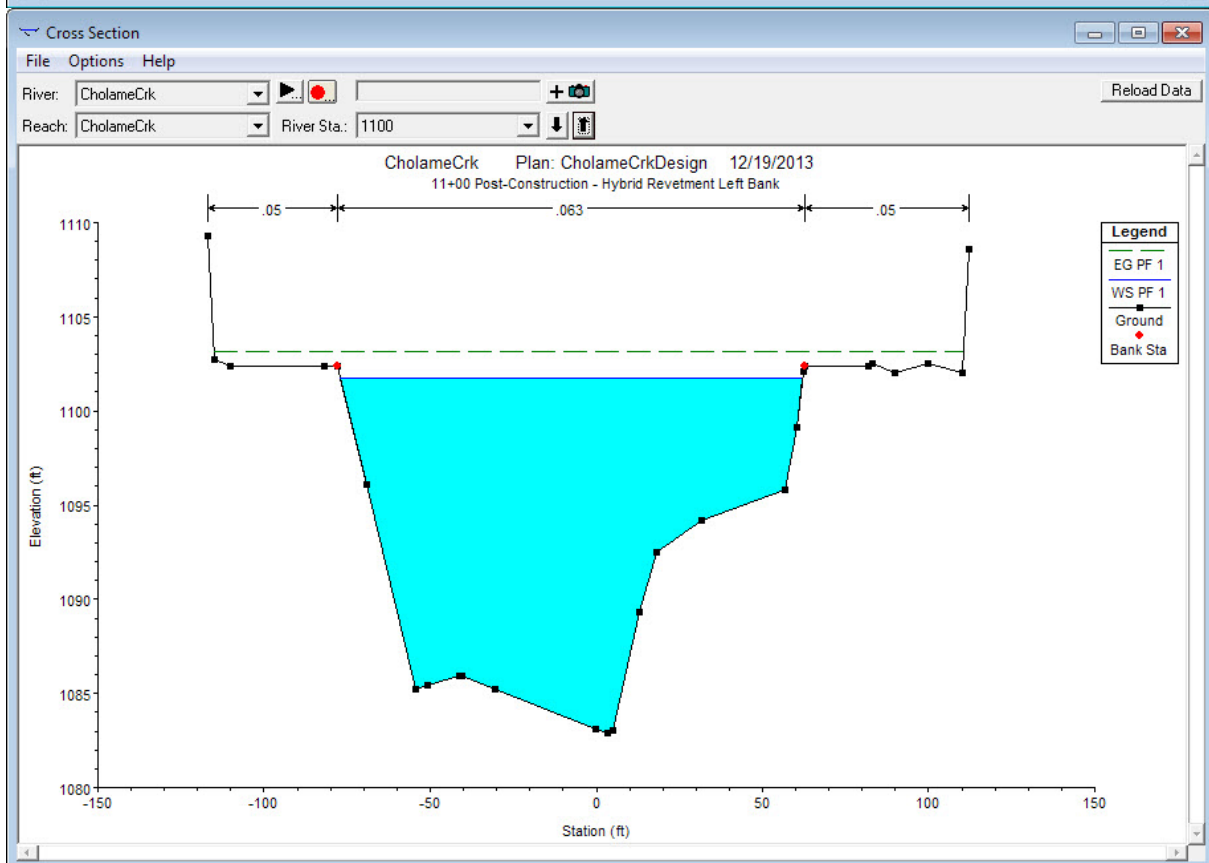 Cross Section
File Options Help
River: CholameCrk
Reload Data
Reach: CholameCrk River Sta.: 1100
CholameCrk Plan: CholameCrkDesign 12/19/2013
11+00 Post-Construction - Hybrid Revetment Left Bank
.05 .063 .05
Legend
EG PF 1
WS PF 1
Ground
Bank Sta
Elevation (ft)
1110
1105
1100
1095
1090
1085
1080
-150 -100 -50 0 50 100 150
Station (ft)